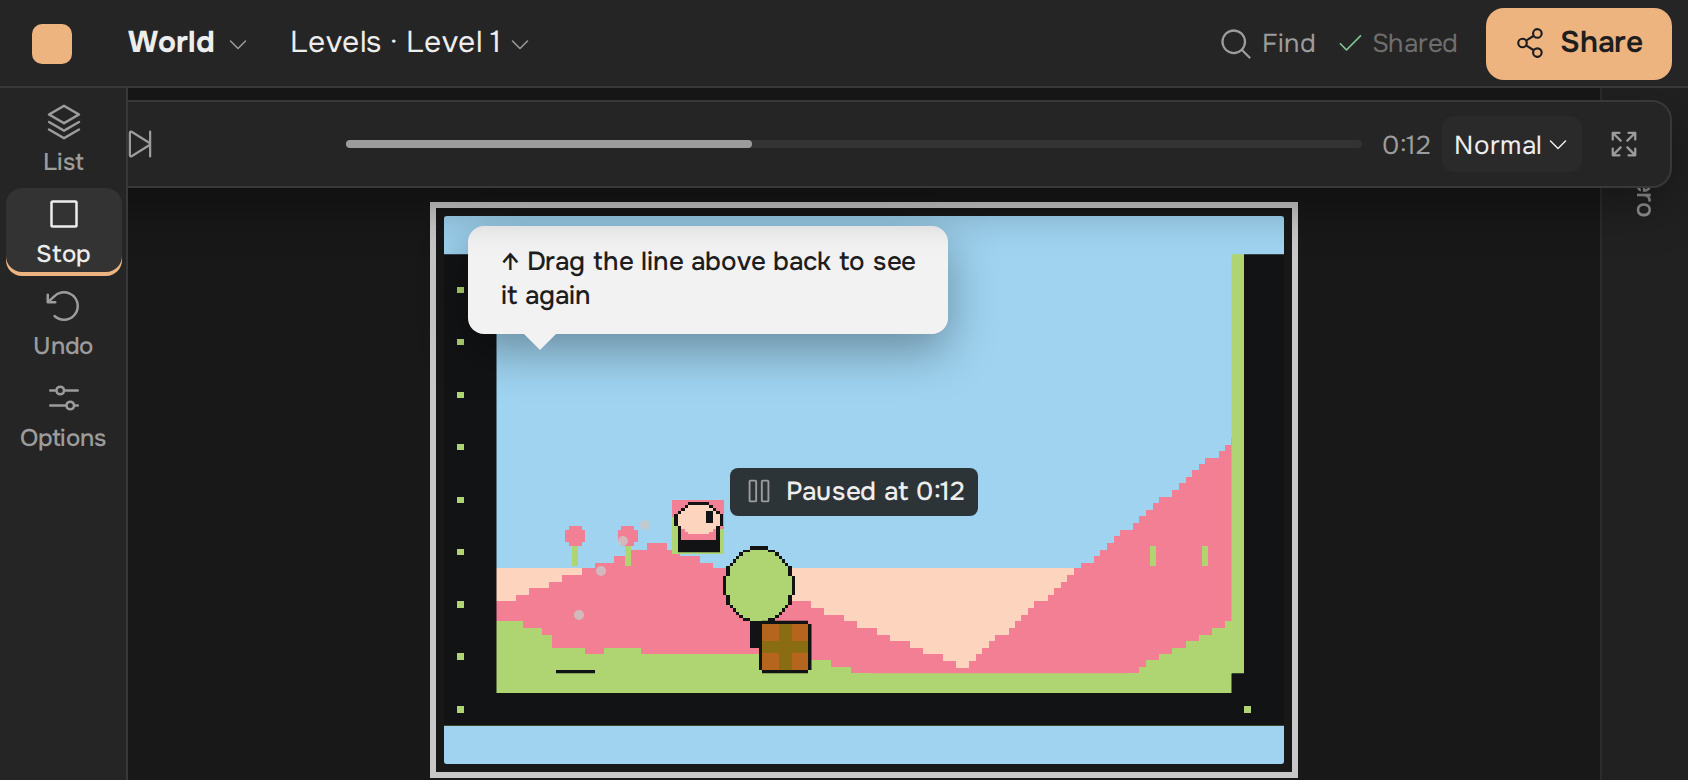 World
Levels · Level 1
Find
Shared
Share
List
Stop
Undo
Options
0:12
Normal
ero
↑ Drag the line above back to see
it again
Paused at 0:12